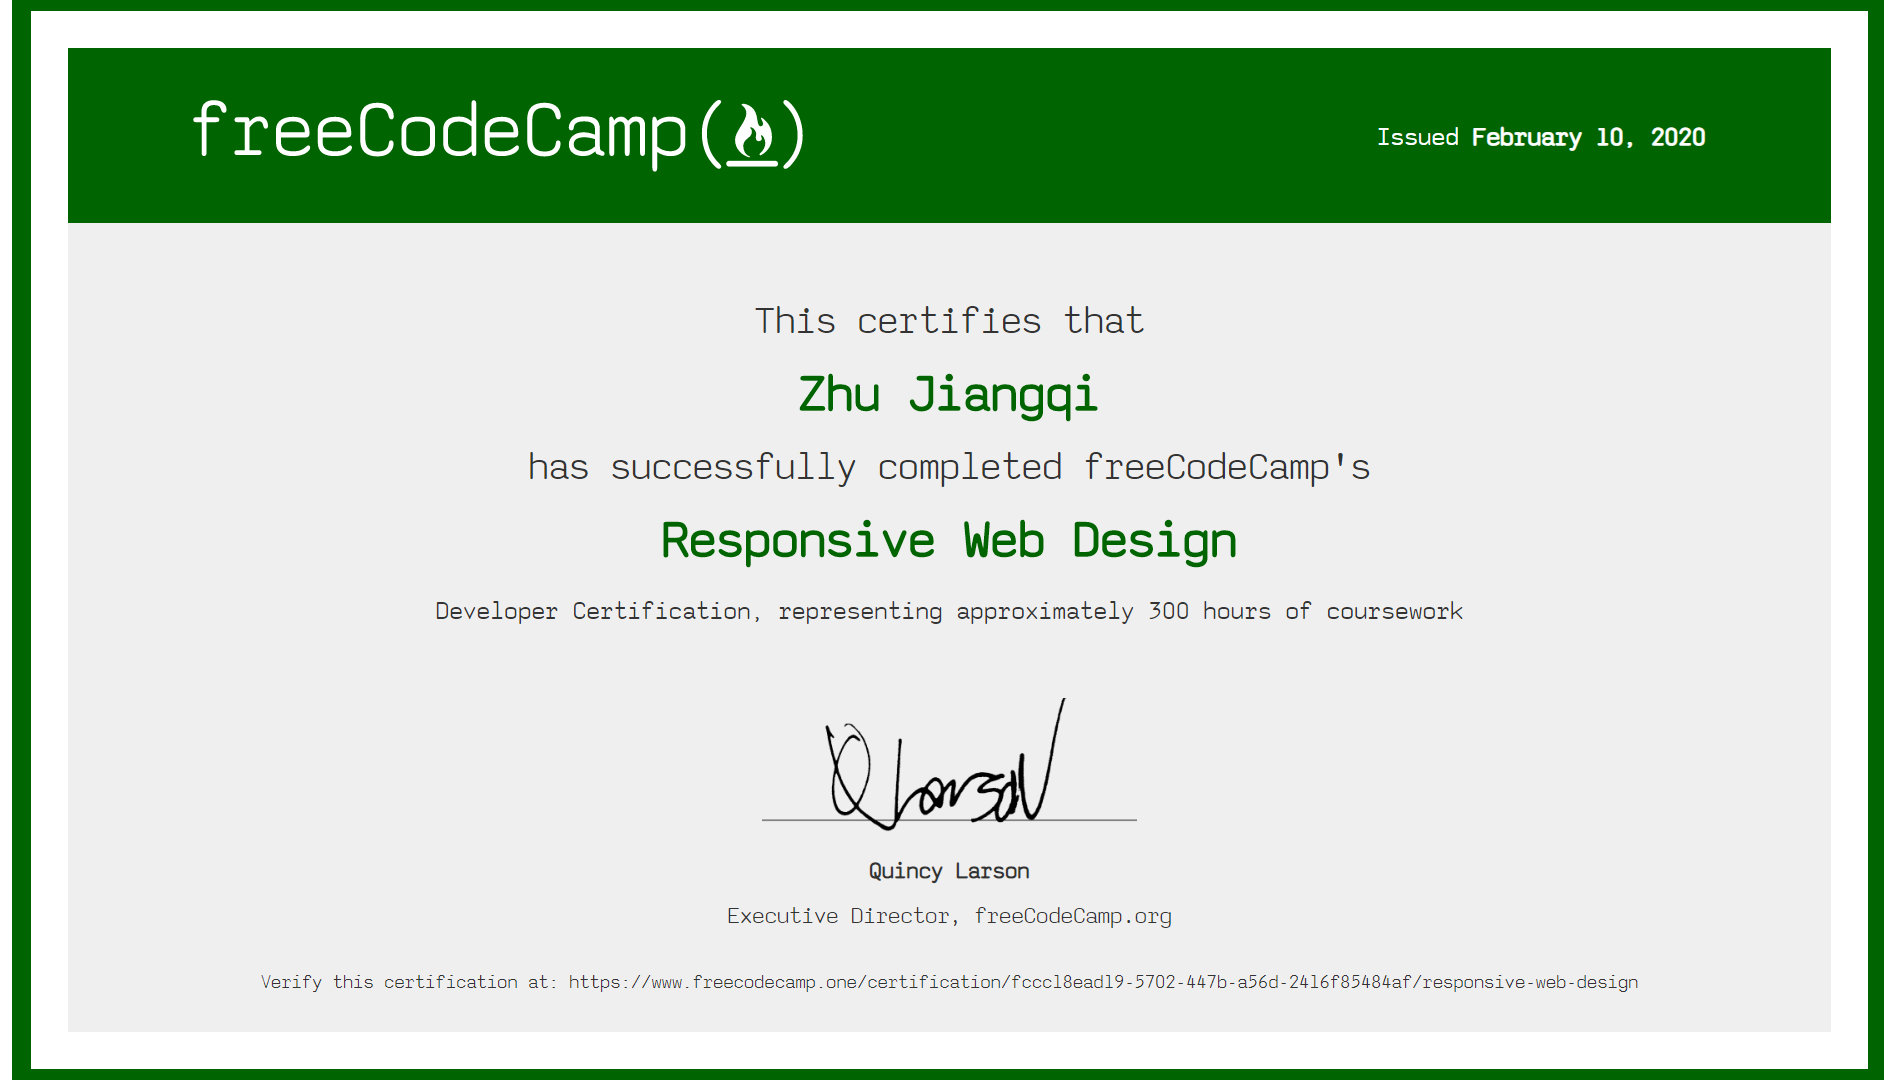 freeCodeCamp
Issued February 10, 2020
This certifies that
Zhu Jiangqi
has successfully completed freeCodeCamp's
Responsive Web Design
Developer Certification, representing approximately 300 hours of coursework
Q Larson
Quincy Larson
Executive Director, freeCodeCamp.org
Verify this certification at: https://www.freecodecamp.one/certification/fccc18ead19-5702-447b-a56d-2416f85484af/responsive-web-design